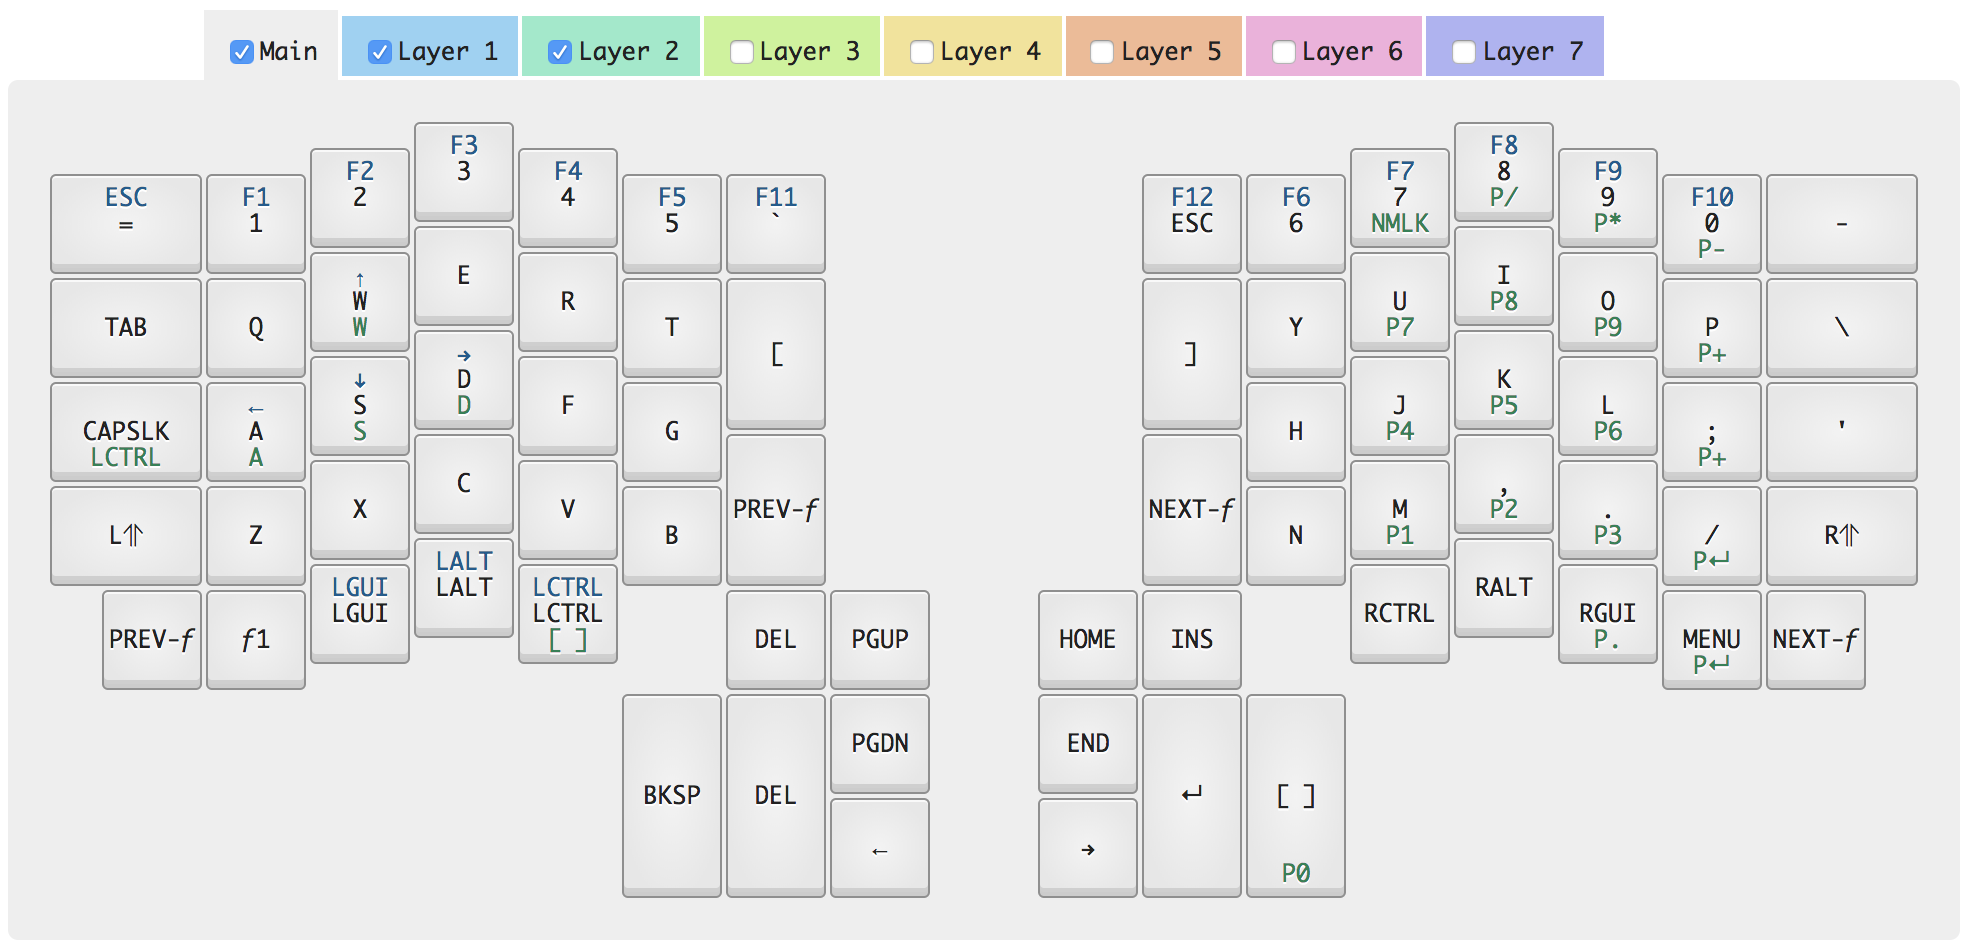 Main Layer 1 Layer 2 Layer 3 Layer 4 Layer 5 Layer 6 Layer 7
ESC
=
F1
1
F2
2
F3
3
F4
4
F5
5
F11
`
F12
ESC
F6
6
F7
7
NMLK
F8
8
P/
F9
9
P*
F10
0
P-
-
TAB
Q
↑
W
W
E
R
T
[
]
Y
U
P7
I
P8
O
P9
P
P+
\
CAPSLK
LCTRL
←
A
A
↓
S
S
→
D
D
F
G
H
J
P4
K
P5
L
P6
;
P+
'
L⇑
Z
X
C
V
B
PREV-f
NEXT-f
N
M
P1
,
P2
.
P3
/
P↵
R⇑
PREV-f
f1
LGUI
LGUI
LALT
LALT
LCTRL
LCTRL
[ ]
DEL
PGUP
HOME
INS
RCTRL
RALT
RGUI
P.
MENU
P↵
NEXT-f
BKSP
DEL
PGDN
←
END
→
↵
[ ]
P0